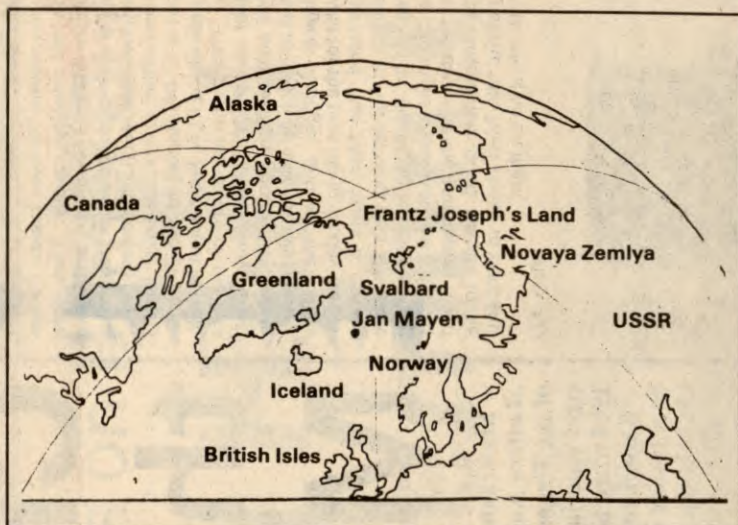 Alaska
Canada
Frantz Joseph's Land
Novaya Zemlya
Greenland
Svalbard
Jan Mayen
USSR
Norway
Iceland
British Isles